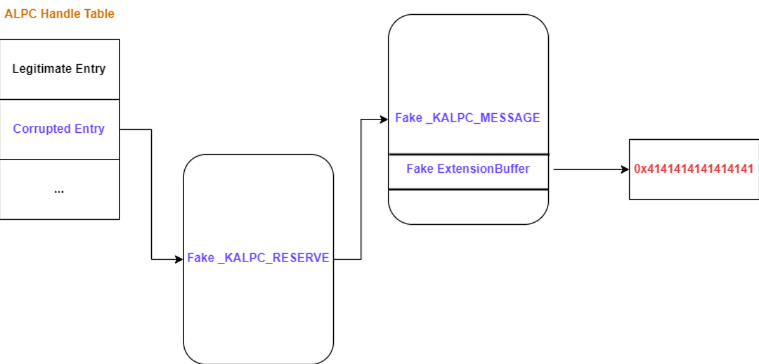 ALPC Handle Table
Legitimate Entry
Corrupted Entry
...
Fake _KALPC_RESERVE
Fake _KALPC_MESSAGE
Fake ExtensionBuffer
0x4141414141414141